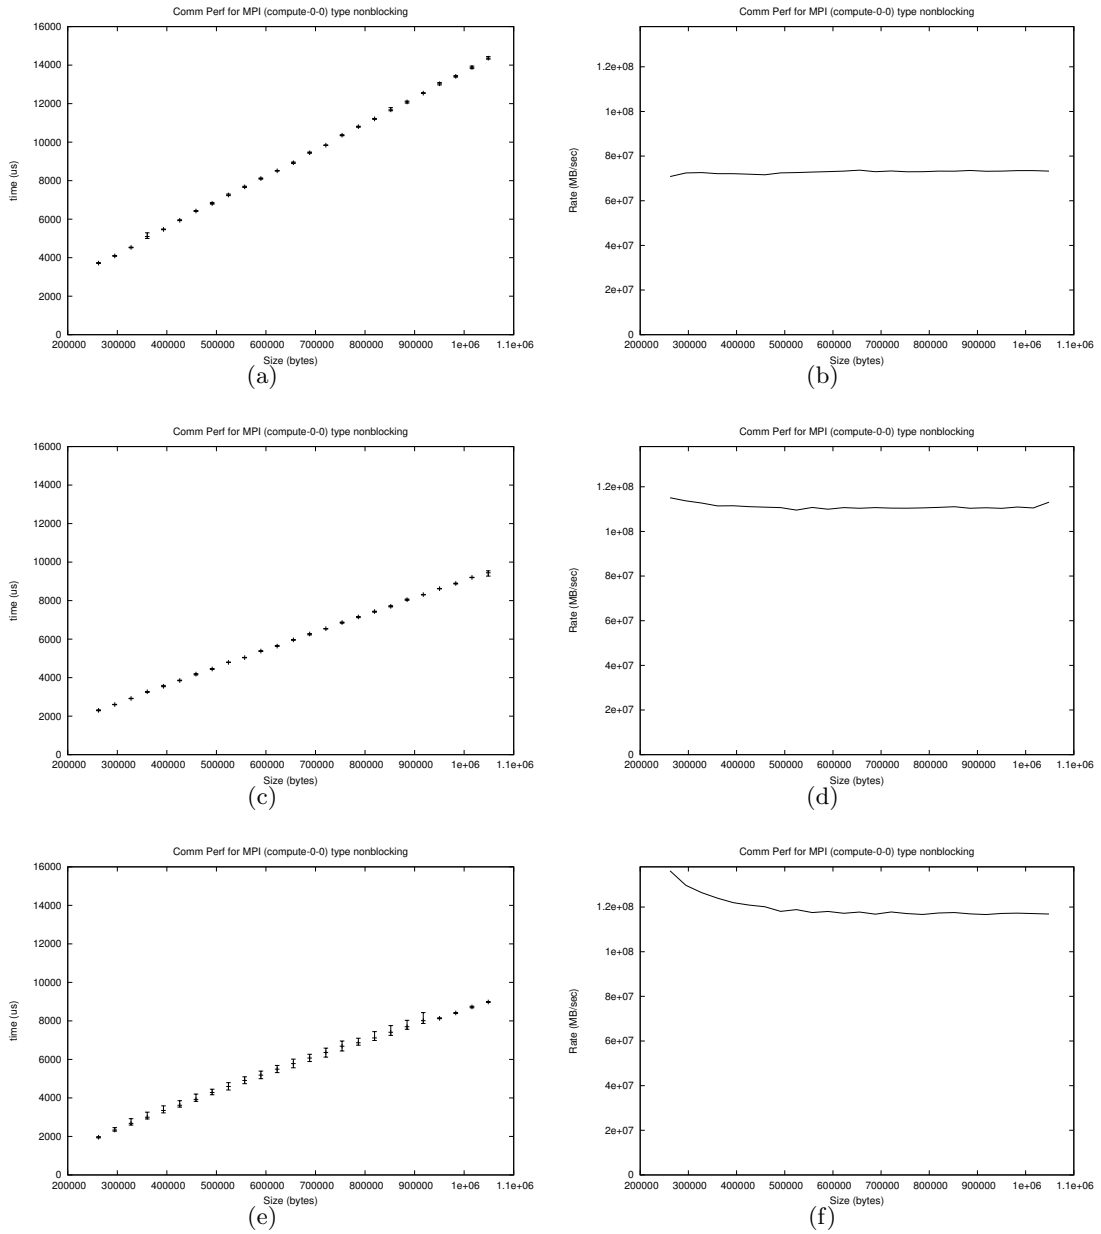 Comm Perf for MPI (compute-0-0) type nonblocking
16000
14000
12000
10000
8000
6000
4000
2000
0
time (us)
200000 300000 400000 500000 600000 700000 800000 900000 1e+06 1.1e+06
Size (bytes)
(a)
Comm Perf for MPI (compute-0-0) type nonblocking
1.2e+08
1e+08
8e+07
6e+07
4e+07
2e+07
0
Rate (MB/sec)
200000 300000 400000 500000 600000 700000 800000 900000 1e+06 1.1e+06
Size (bytes)
(b)
Comm Perf for MPI (compute-0-0) type nonblocking
16000
14000
12000
10000
8000
6000
4000
2000
0
time (us)
200000 300000 400000 500000 600000 700000 800000 900000 1e+06 1.1e+06
Size (bytes)
(c)
Comm Perf for MPI (compute-0-0) type nonblocking
1.2e+08
1e+08
8e+07
6e+07
4e+07
2e+07
0
Rate (MB/sec)
200000 300000 400000 500000 600000 700000 800000 900000 1e+06 1.1e+06
Size (bytes)
(d)
Comm Perf for MPI (compute-0-0) type nonblocking
16000
14000
12000
10000
8000
6000
4000
2000
0
time (us)
200000 300000 400000 500000 600000 700000 800000 900000 1e+06 1.1e+06
Size (bytes)
(e)
Comm Perf for MPI (compute-0-0) type nonblocking
1.2e+08
1e+08
8e+07
6e+07
4e+07
2e+07
0
Rate (MB/sec)
200000 300000 400000 500000 600000 700000 800000 900000 1e+06 1.1e+06
Size (bytes)
(f)